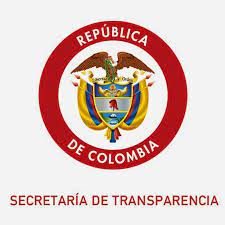 REPÚBLICA
DE COLOMBIA
SECRETARÍA DE TRANSPARENCIA